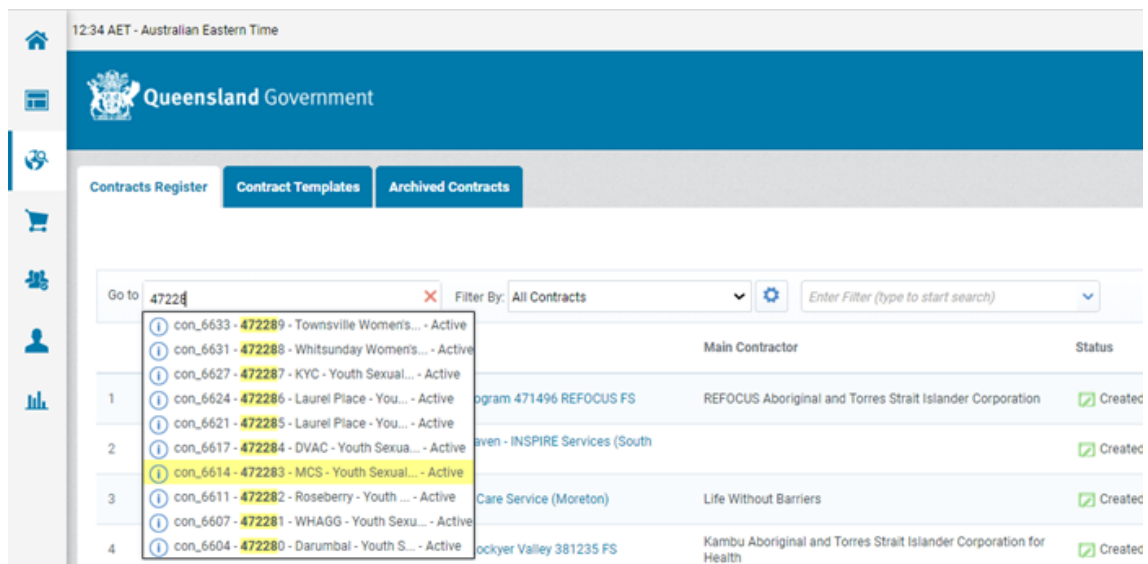 12:34 AET - Australian Eastern Time
Queensland Government
Contracts Register Contract Templates Archived Contracts
Go to 47228 Filter By: All Contracts Enter Filter (type to start search)
con_6633 - 472289 - Townsville Women's... - Active
con_6631 - 472288 - Whitsunday Women's... - Active
Main Contractor Status
con_6627 - 472287 - KYC - Youth Sexual... - Active
con_6624 - 472286 - Laurel Place - You... - Active
1 ogram 471496 REFOCUS FS REFOCUS Aboriginal and Torres Strait Islander Corporation Created
con_6621 - 472285 - Laurel Place - You... - Active
con_6617 - 472284 - DVAC - Youth Sexua... - Active
2 aven - INSPIRE Services (South Created
con_6614 - 472283 - MCS - Youth Sexual... - Active
con_6611 - 472282 - Roseberry - Youth ... - Active
3 Care Service (Moreton) Life Without Barriers Created
con_6607 - 472281 - WHAGG - Youth Sexu... - Active
con_6604 - 472280 - Darumbal - Youth S... - Active
4 ockyer Valley 381235 FS Kambu Aboriginal and Torres Strait Islander Corporation for Created
Health